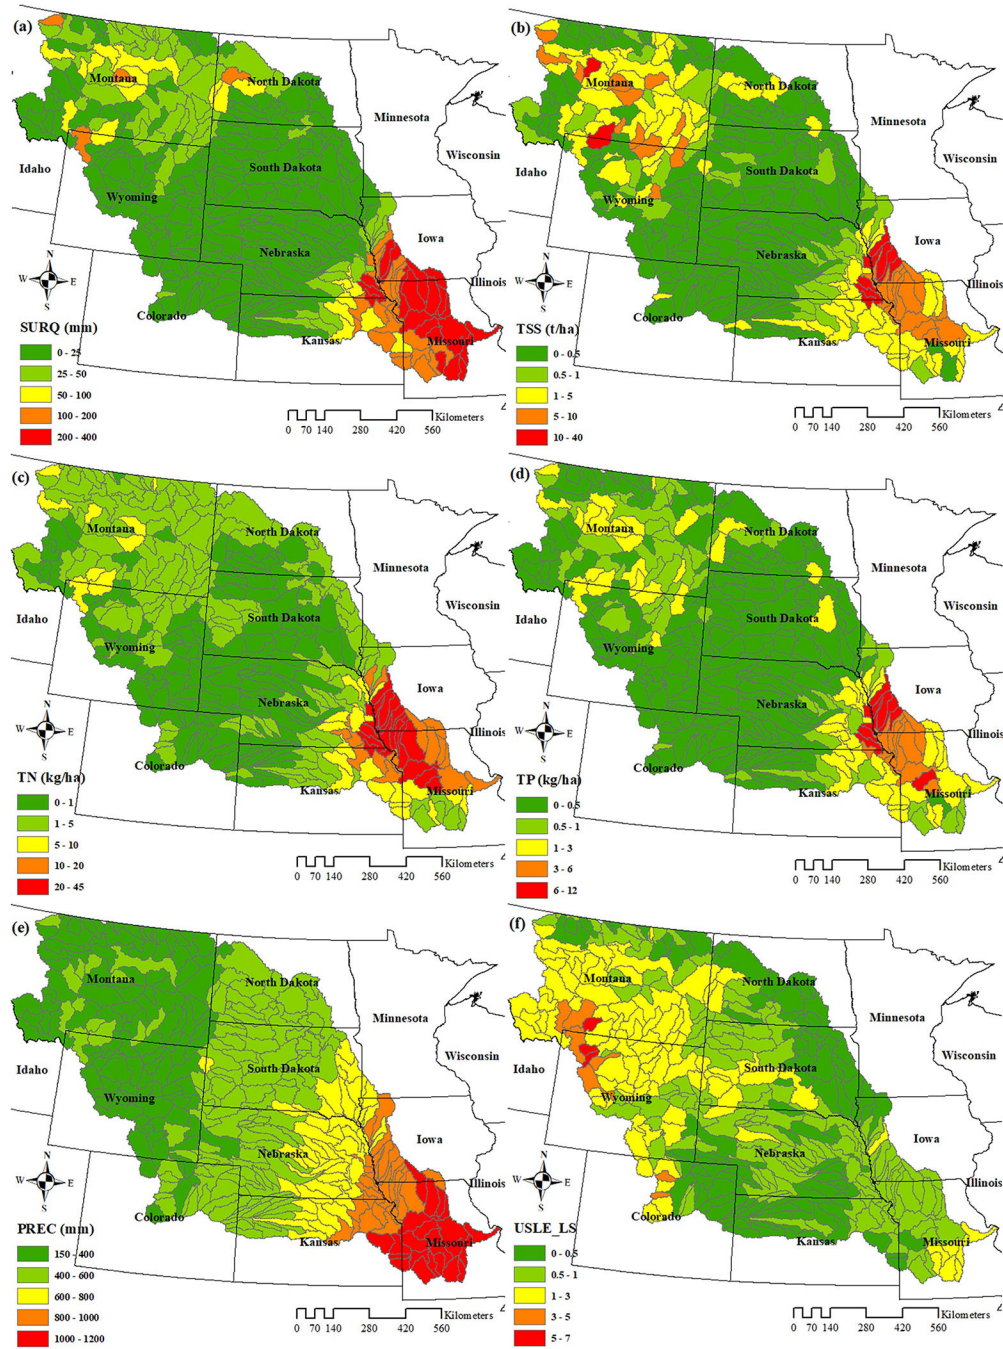 (a)
Montana
North Dakota
Minnesota
Idaho
South Dakota
Wisconsin
Wyoming
Iowa
Nebraska
N
W E
S
Illinois
Colorado
Kansas
Missouri
SURQ (mm)
0 - 25
25 - 50
50 - 100
100 - 200
200 - 400
Kilometers
0 70 140 280 420 560
(b)
Montana
North Dakota
Minnesota
Idaho
South Dakota
Wisconsin
Wyoming
Iowa
Nebraska
N
W E
S
Illinois
Colorado
Kansas
Missouri
TSS (t/ha)
0 - 0.5
0.5 - 1
1 - 5
5 - 10
10 - 40
Kilometers
0 70 140 280 420 560
(c)
Montana
North Dakota
Minnesota
Idaho
South Dakota
Wisconsin
Wyoming
Iowa
Nebraska
N
W E
S
Illinois
Colorado
Kansas
Missouri
TN (kg/ha)
0 - 1
1 - 5
5 - 10
10 - 20
20 - 45
Kilometers
0 70 140 280 420 560
(d)
Montana
North Dakota
Minnesota
Idaho
South Dakota
Wisconsin
Wyoming
Iowa
Nebraska
N
W E
S
Illinois
Colorado
Kansas
Missouri
TP (kg/ha)
0 - 0.5
0.5 - 1
1 - 3
3 - 6
6 - 12
Kilometers
0 70 140 280 420 560
(e)
Montana
North Dakota
Minnesota
Idaho
South Dakota
Wisconsin
Wyoming
Iowa
Nebraska
N
W E
S
Illinois
Colorado
Kansas
Missouri
PREC (mm)
150 - 400
400 - 600
600 - 800
800 - 1000
1000 - 1200
Kilometers
0 70 140 280 420 560
(f)
Montana
North Dakota
Minnesota
Idaho
South Dakota
Wisconsin
Wyoming
Iowa
Nebraska
N
W E
S
Illinois
Colorado
Kansas
Missouri
USLE_LS
0 - 0.5
0.5 - 1
1 - 3
3 - 5
5 - 7
Kilometers
0 70 140 280 420 560